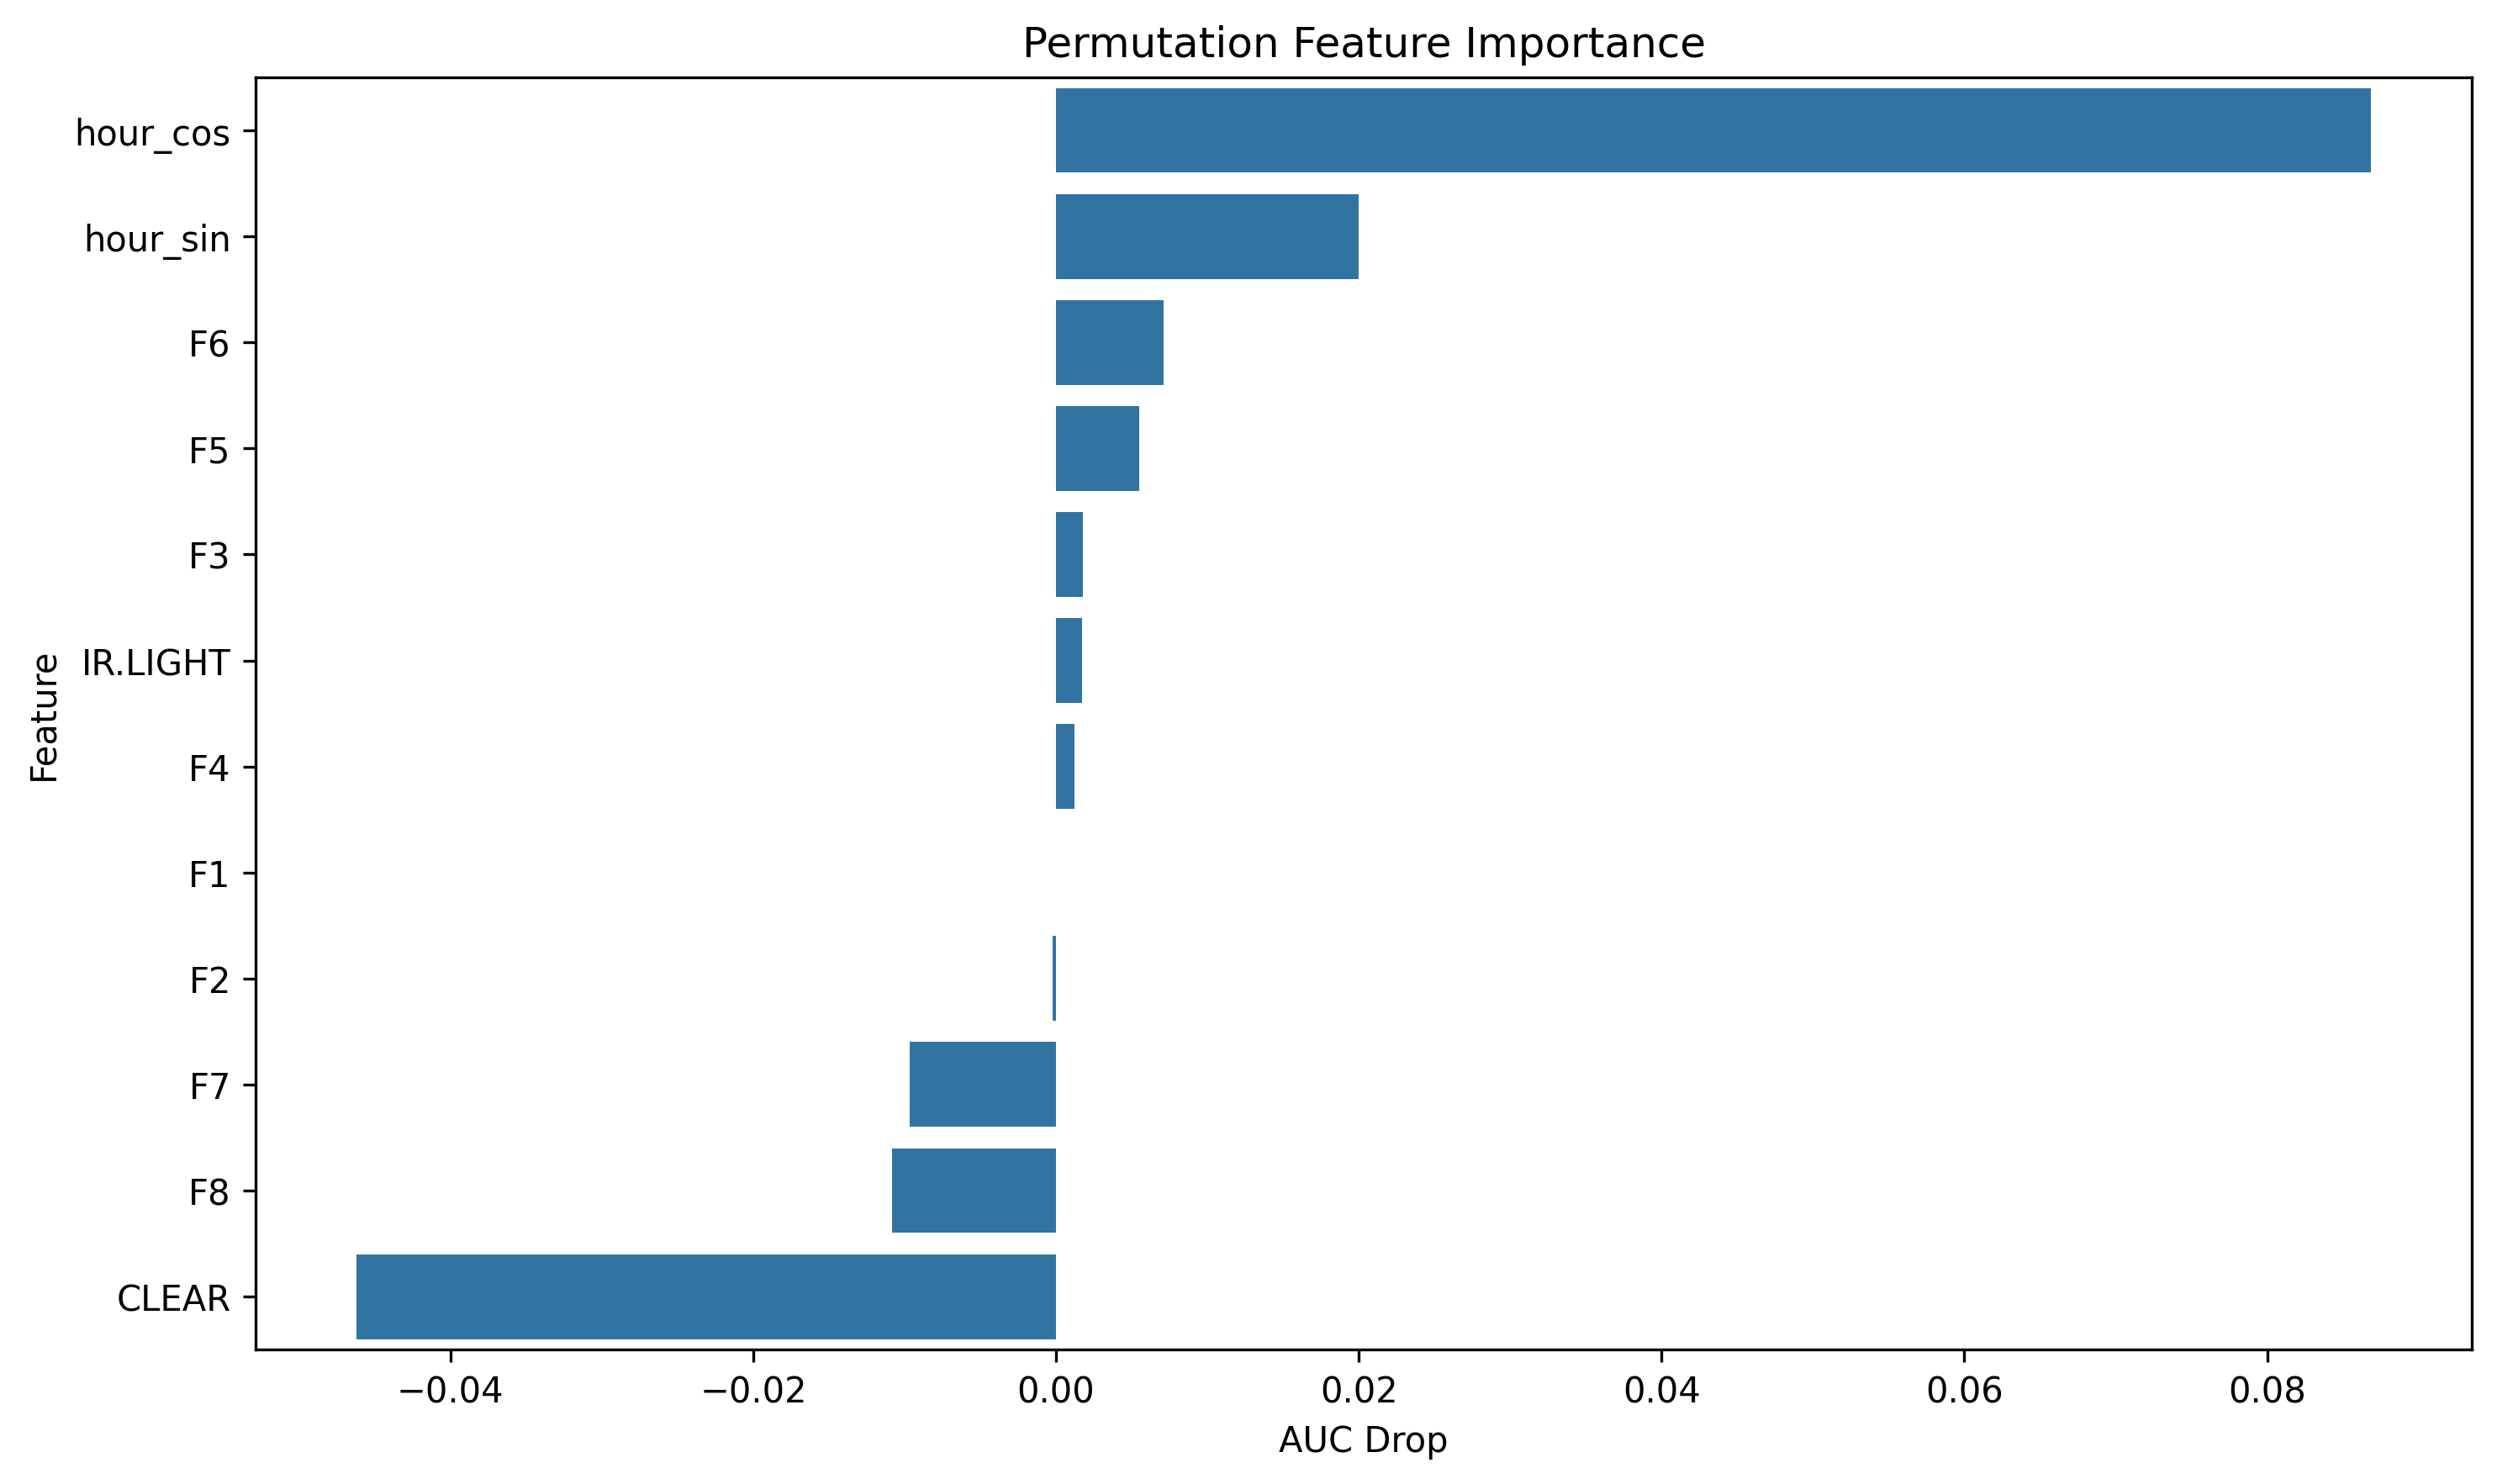 Permutation Feature Importance
hour_cos
hour_sin
F6
F5
F3
IR.LIGHT
F4
F1
F2
F7
F8
CLEAR
Feature
−0.04 −0.02 0.00 0.02 0.04 0.06 0.08
AUC Drop